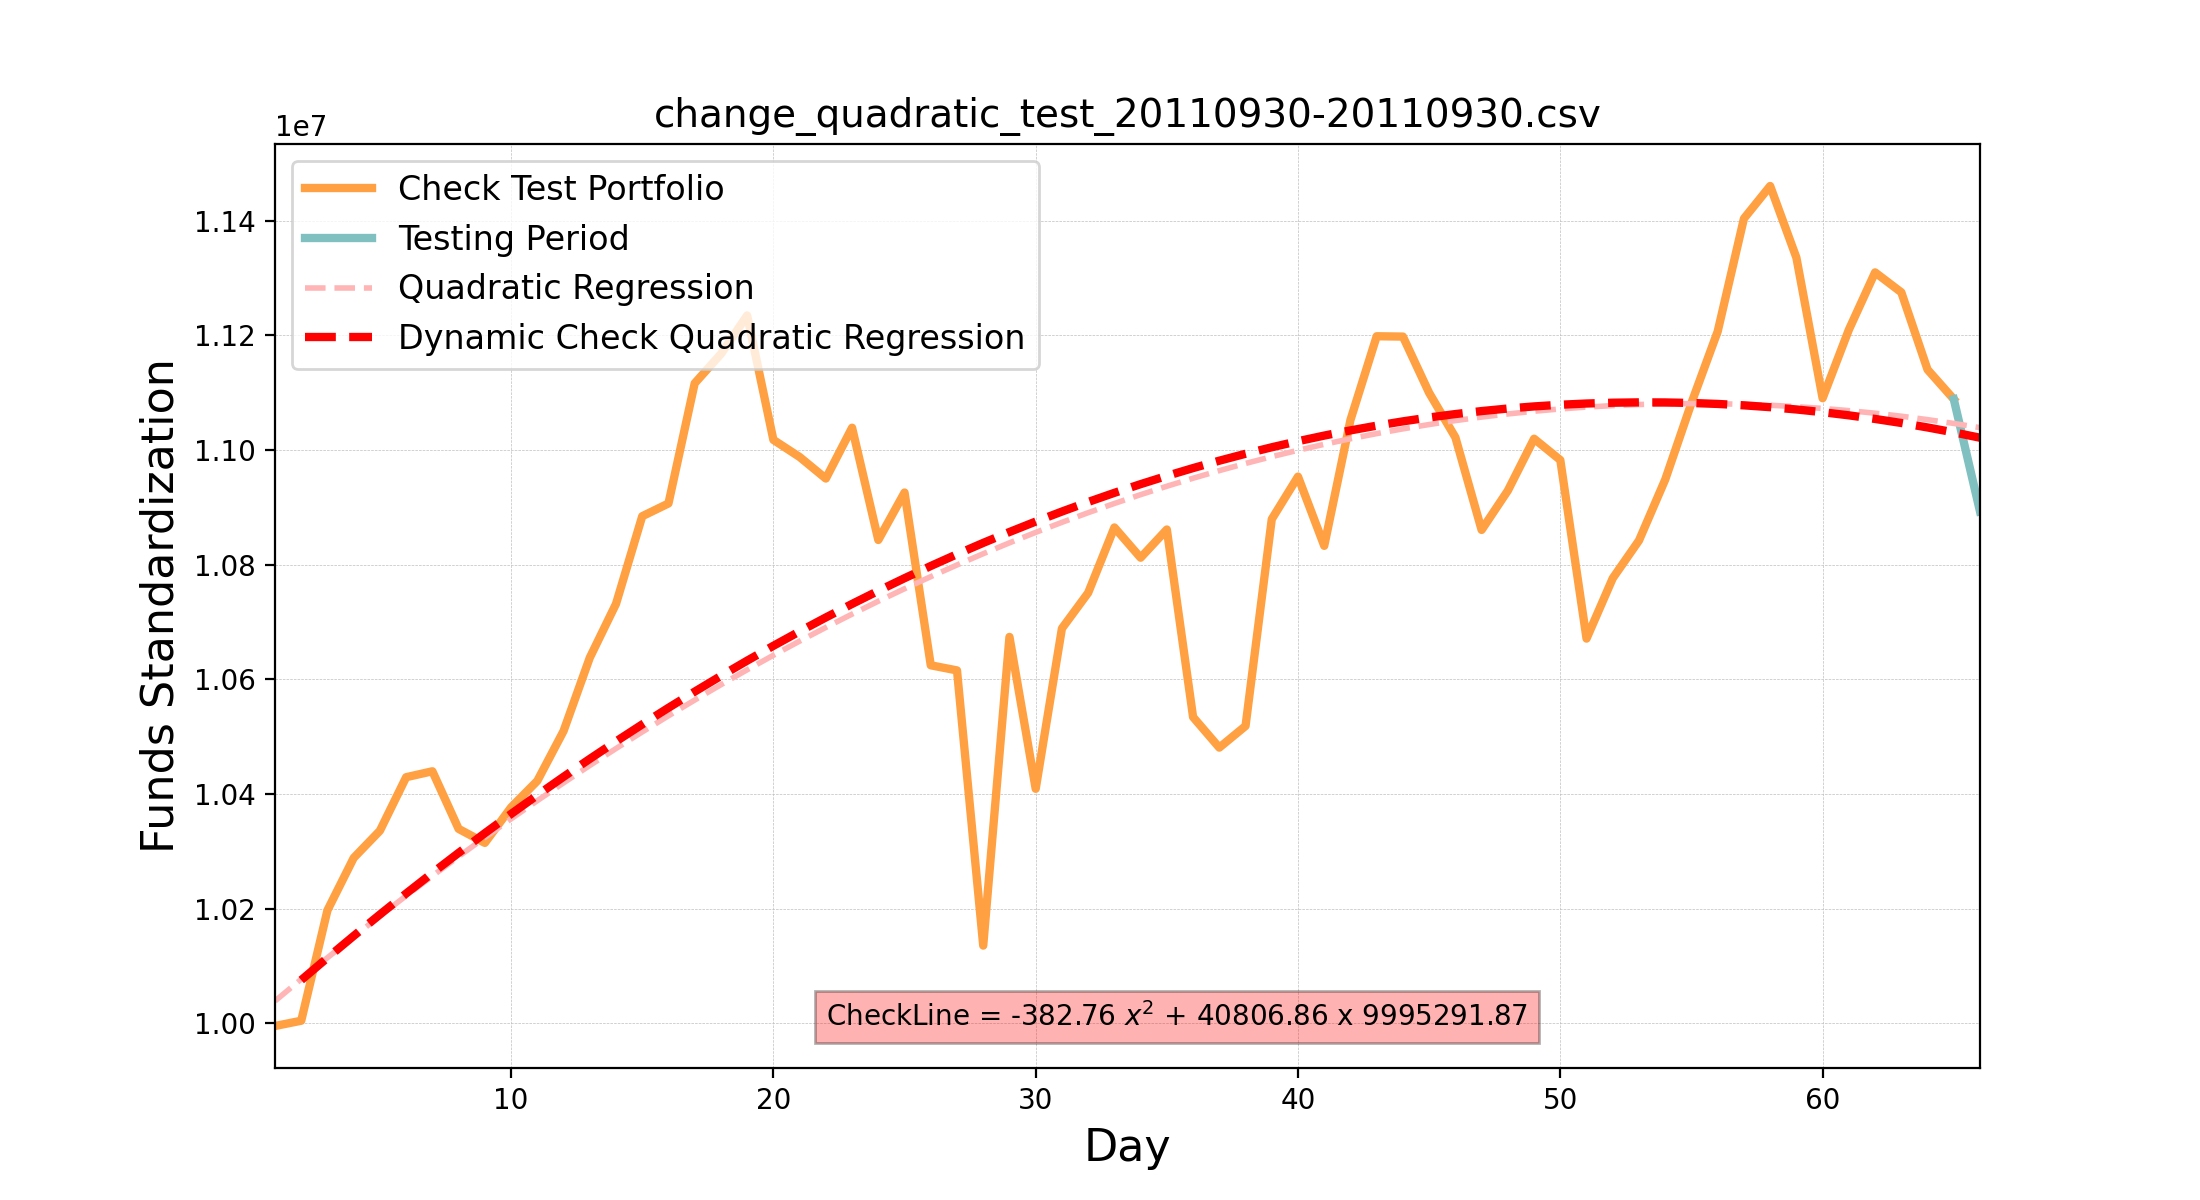 change_quadratic_test_20110930-20110930.csv
1e7
Check Test Portfolio
Testing Period
Quadratic Regression
Dynamic Check Quadratic Regression
1.14
1.12
1.10
1.08
1.06
1.04
1.02
1.00
Funds Standardization
CheckLine = -382.76 x² + 40806.86 x 9995291.87
10 20 30 40 50 60
Day